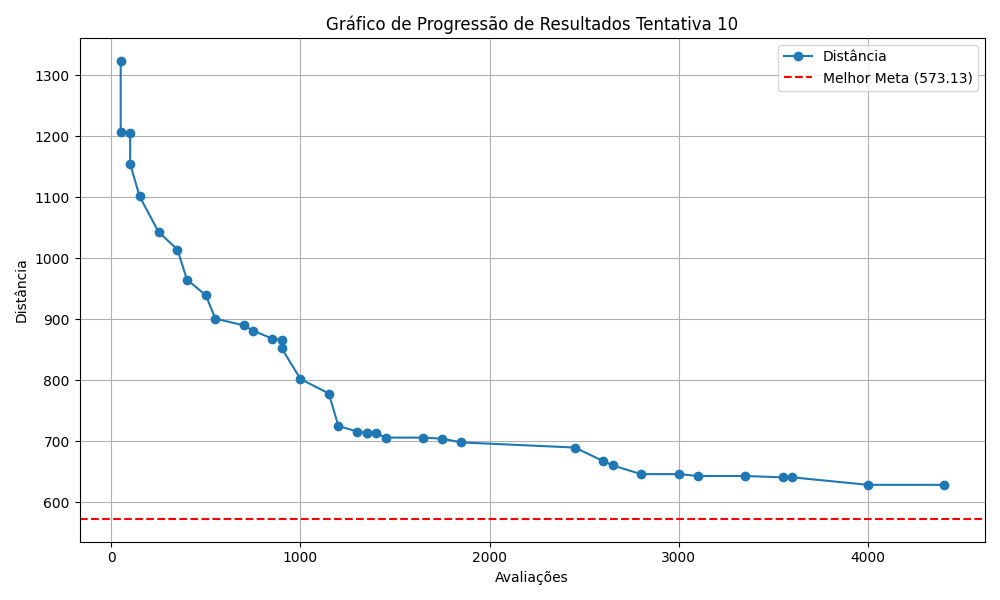 Gráfico de Progressão de Resultados Tentativa 10
Distância
Melhor Meta (573.13)
1300
1200
1100
1000
900
800
700
600
Distância
0
1000
2000
3000
4000
Avaliações